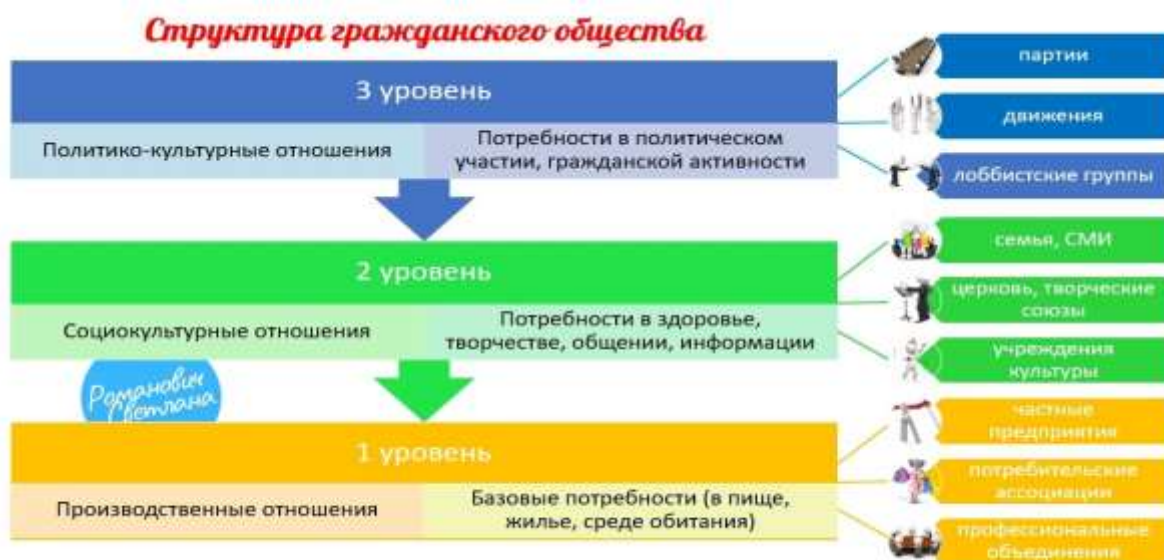 Структура гражданского общества
3 уровень
Политико-культурные отношения
Потребности в политическом
участии, гражданской активности
партии
движения
лоббистские группы
2 уровень
Социокультурные отношения
Потребности в здоровье,
творчестве, общении, информации
семья, СМИ
церковь, творческие
союзы
учреждения
культуры
Романович
Светлана
1 уровень
Производственные отношения
Базовые потребности (в пище,
жилье, среде обитания)
частные
предприятия
потребительские
ассоциации
профессиональные
объединения